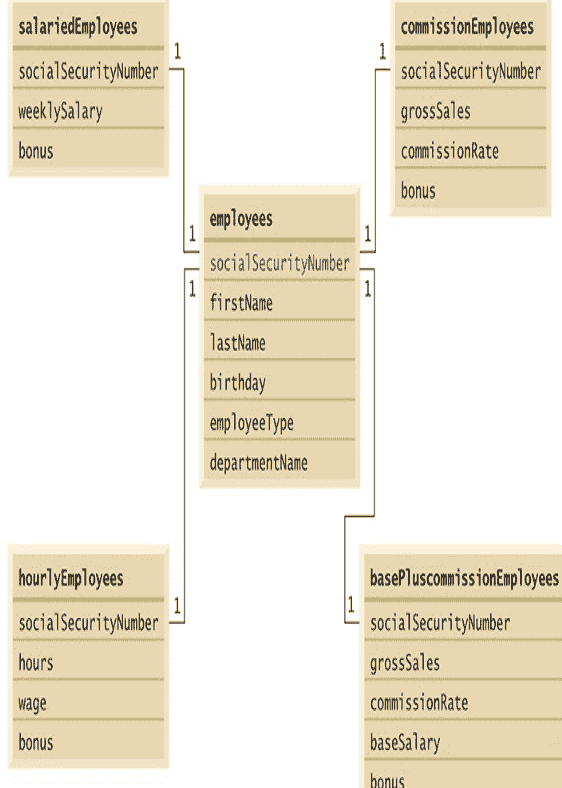 salariedEmployees
socialSecurityNumber
weeklySalary
bonus
1
1
commissionEmployees
socialSecurityNumber
grossSales
commissionRate
bonus
1
1
employees
socialSecurityNumber
firstName
lastName
birthday
employeeType
departmentName
1
1
hourlyEmployees
socialSecurityNumber
hours
wage
bonus
1
1
basePluscommissionEmployees
socialSecurityNumber
grossSales
commissionRate
baseSalary
bonus